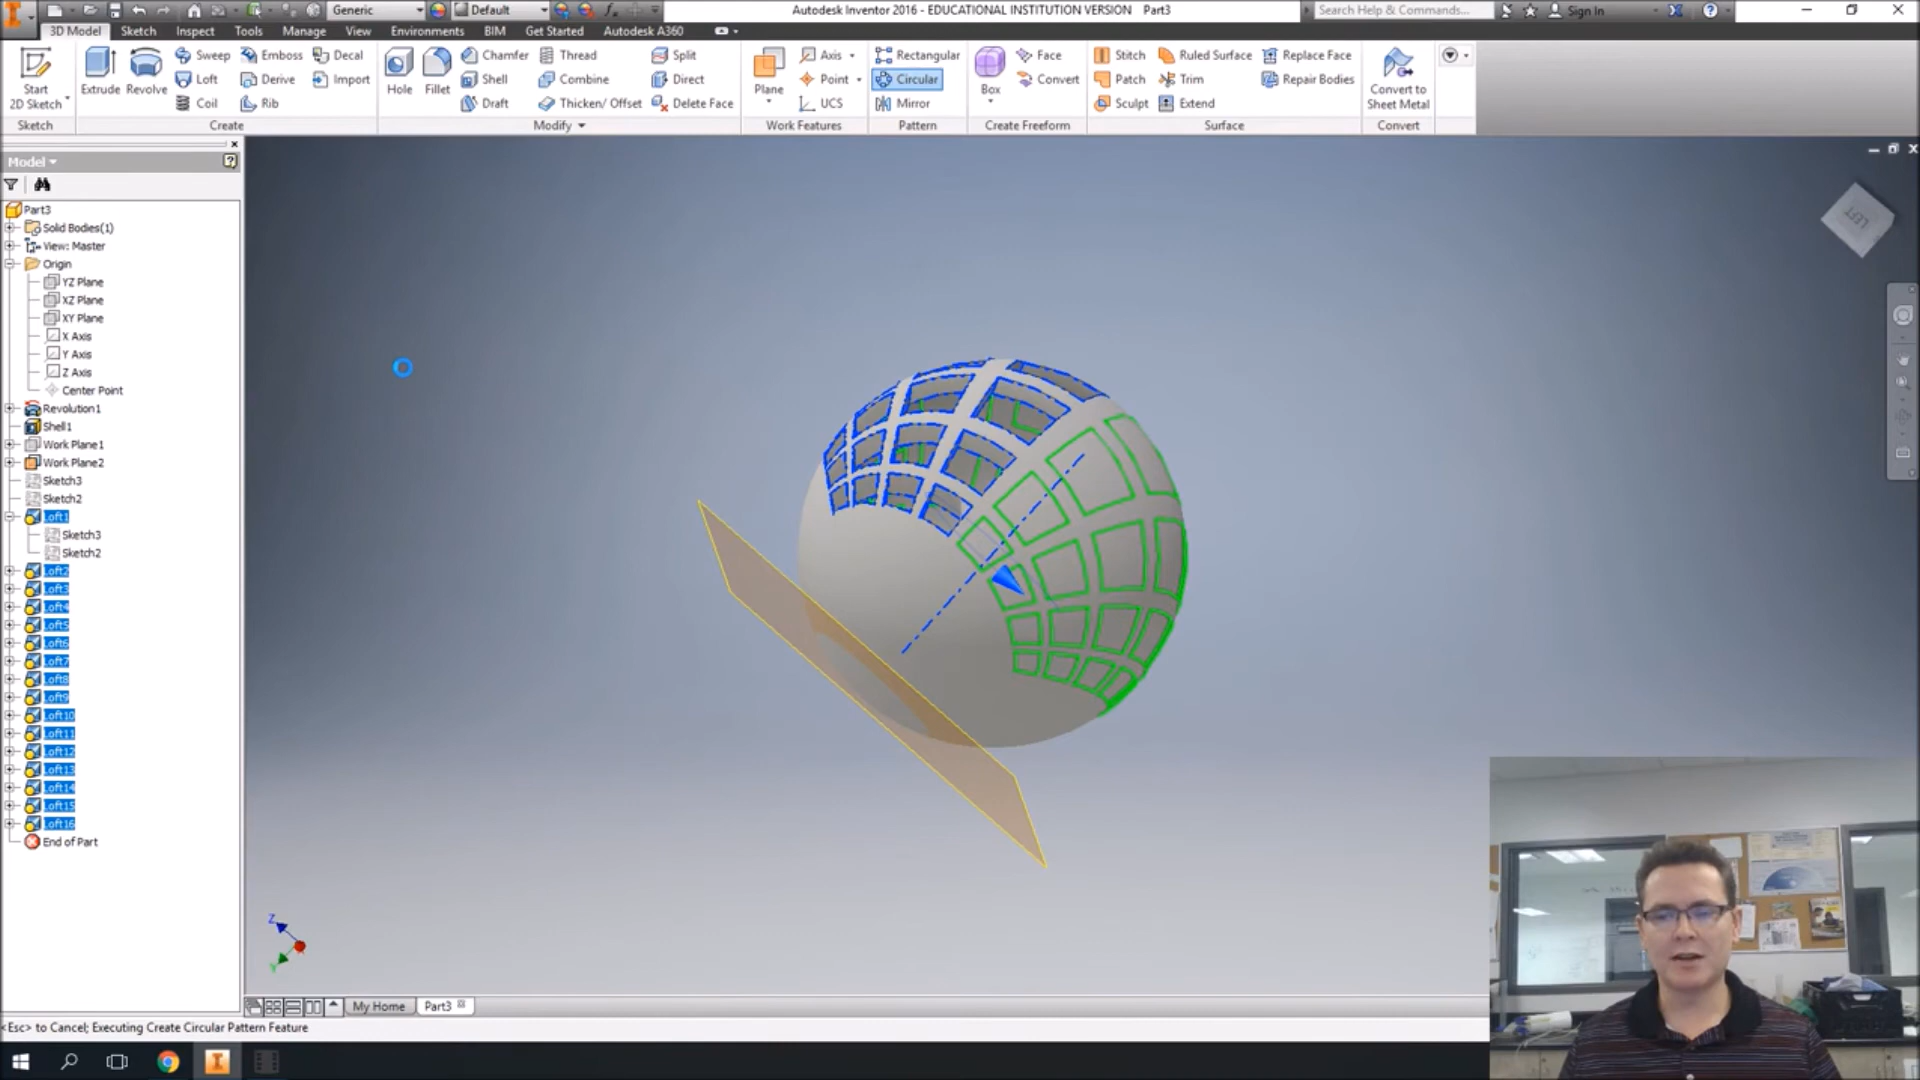 Generic
Default
Autodesk Inventor 2016 - EDUCATIONAL INSTITUTION VERSION Part3
Search Help & Commands...
Sign In
3D Model Sketch Inspect Tools Manage View Environments BIM Get Started Autodesk A360
Start
2D Sketch
Extrude
Revolve
Sweep
Loft
Coil
Emboss
Derive
Rib
Decal
Import
Hole
Fillet
Chamfer
Shell
Draft
Thread
Combine
Thicken/ Offset
Split
Direct
Delete Face
Plane
Axis
Point
UCS
Rectangular
Circular
Mirror
Box
Face
Convert
Stitch
Patch
Sculpt
Ruled Surface
Trim
Extend
Replace Face
Repair Bodies
Convert to
Sheet Metal
Sketch Create Modify Work Features Pattern Create Freeform Surface Convert
Model
Part3
Solid Bodies(1)
View: Master
Origin
YZ Plane
XZ Plane
XY Plane
X Axis
Y Axis
Z Axis
Center Point
Revolution1
Shell1
Work Plane1
Work Plane2
Sketch3
Sketch2
Loft1
Sketch3
Sketch2
Loft2
Loft3
Loft4
Loft5
Loft6
Loft7
Loft8
Loft9
Loft10
Loft11
Loft12
Loft13
Loft14
Loft15
Loft16
End of Part
LEFT
Z
My Home Part3
<Esc> to Cancel; Executing Create Circular Pattern Feature